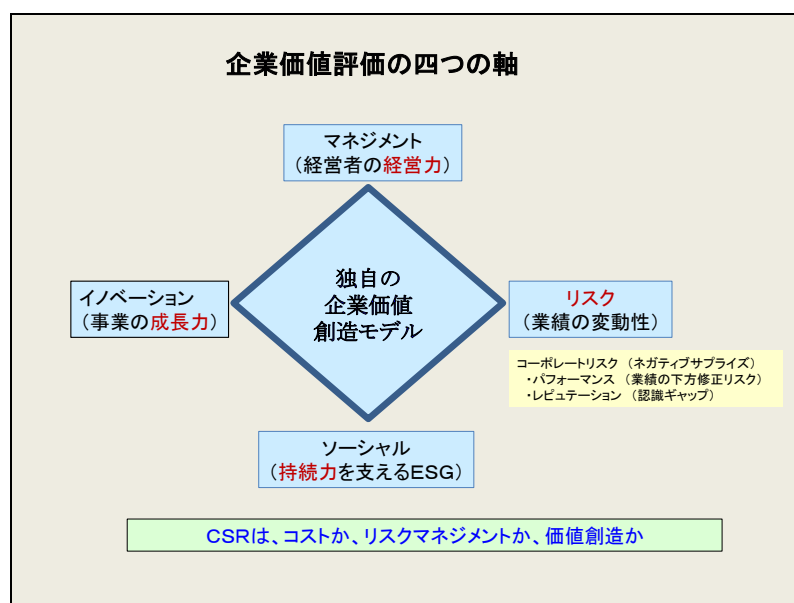 企業価値評価の四つの軸
マネジメント
（経営者の経営力）
イノベーション
（事業の成長力）
独自の
企業価値
創造モデル
リスク
（業績の変動性）
コーポレートリスク （ネガティブサプライズ）
・パフォーマンス （業績の下方修正リスク）
・レピュテーション （認識ギャップ）
ソーシャル
（持続力を支えるESG）
CSRは、コストか、リスクマネジメントか、価値創造か